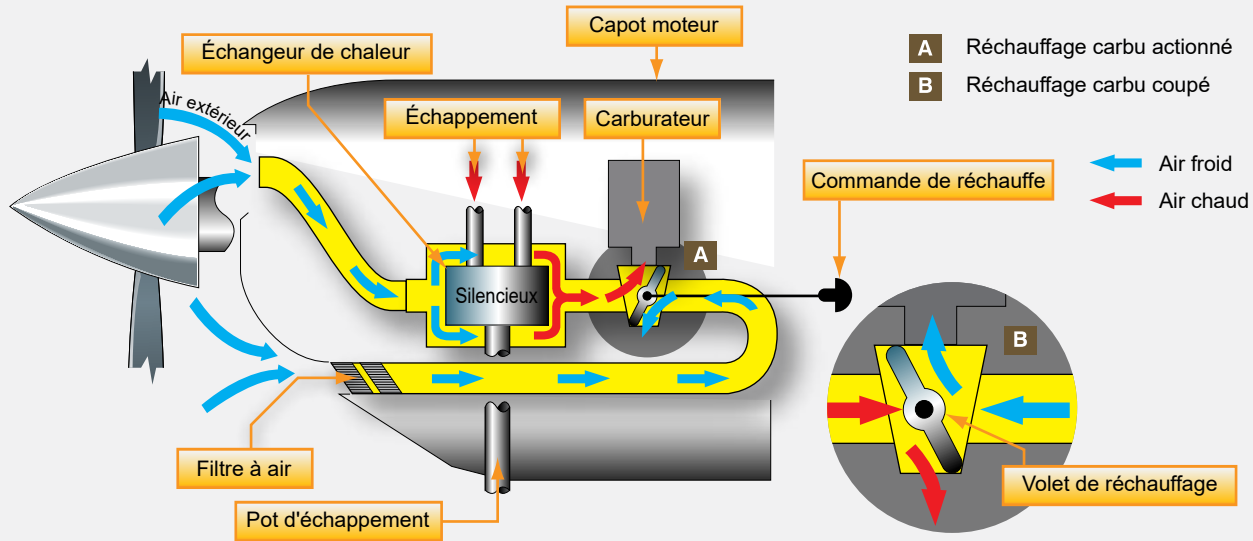 Capot moteur
Échangeur de chaleur
A Réchauffage carbu actionné
B Réchauffage carbu coupé
Air extérieur
Échappement
Carburateur
Air froid
Commande de réchauffe
Air chaud
A
Silencieux
B
Filtre à air
Volet de réchauffage
Pot d'échappement